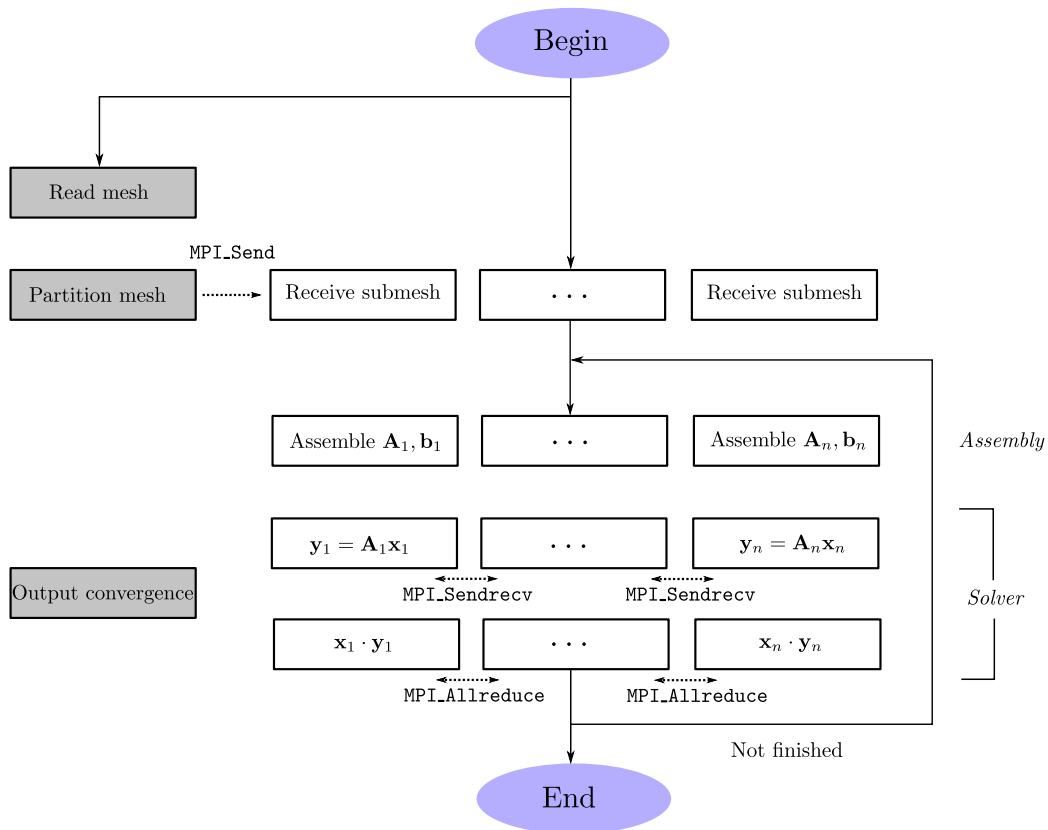 Begin
Read mesh
MPI_Send
Partition mesh
Receive submesh
...
Receive submesh
Assemble A₁, b₁
...
Assemble Aₙ, bₙ
Assembly
y₁ = A₁x₁
...
yₙ = Aₙxₙ
MPI_Sendrecv
MPI_Sendrecv
Output convergence
Solver
x₁ · y₁
...
xₙ · yₙ
MPI_Allreduce
MPI_Allreduce
Not finished
End